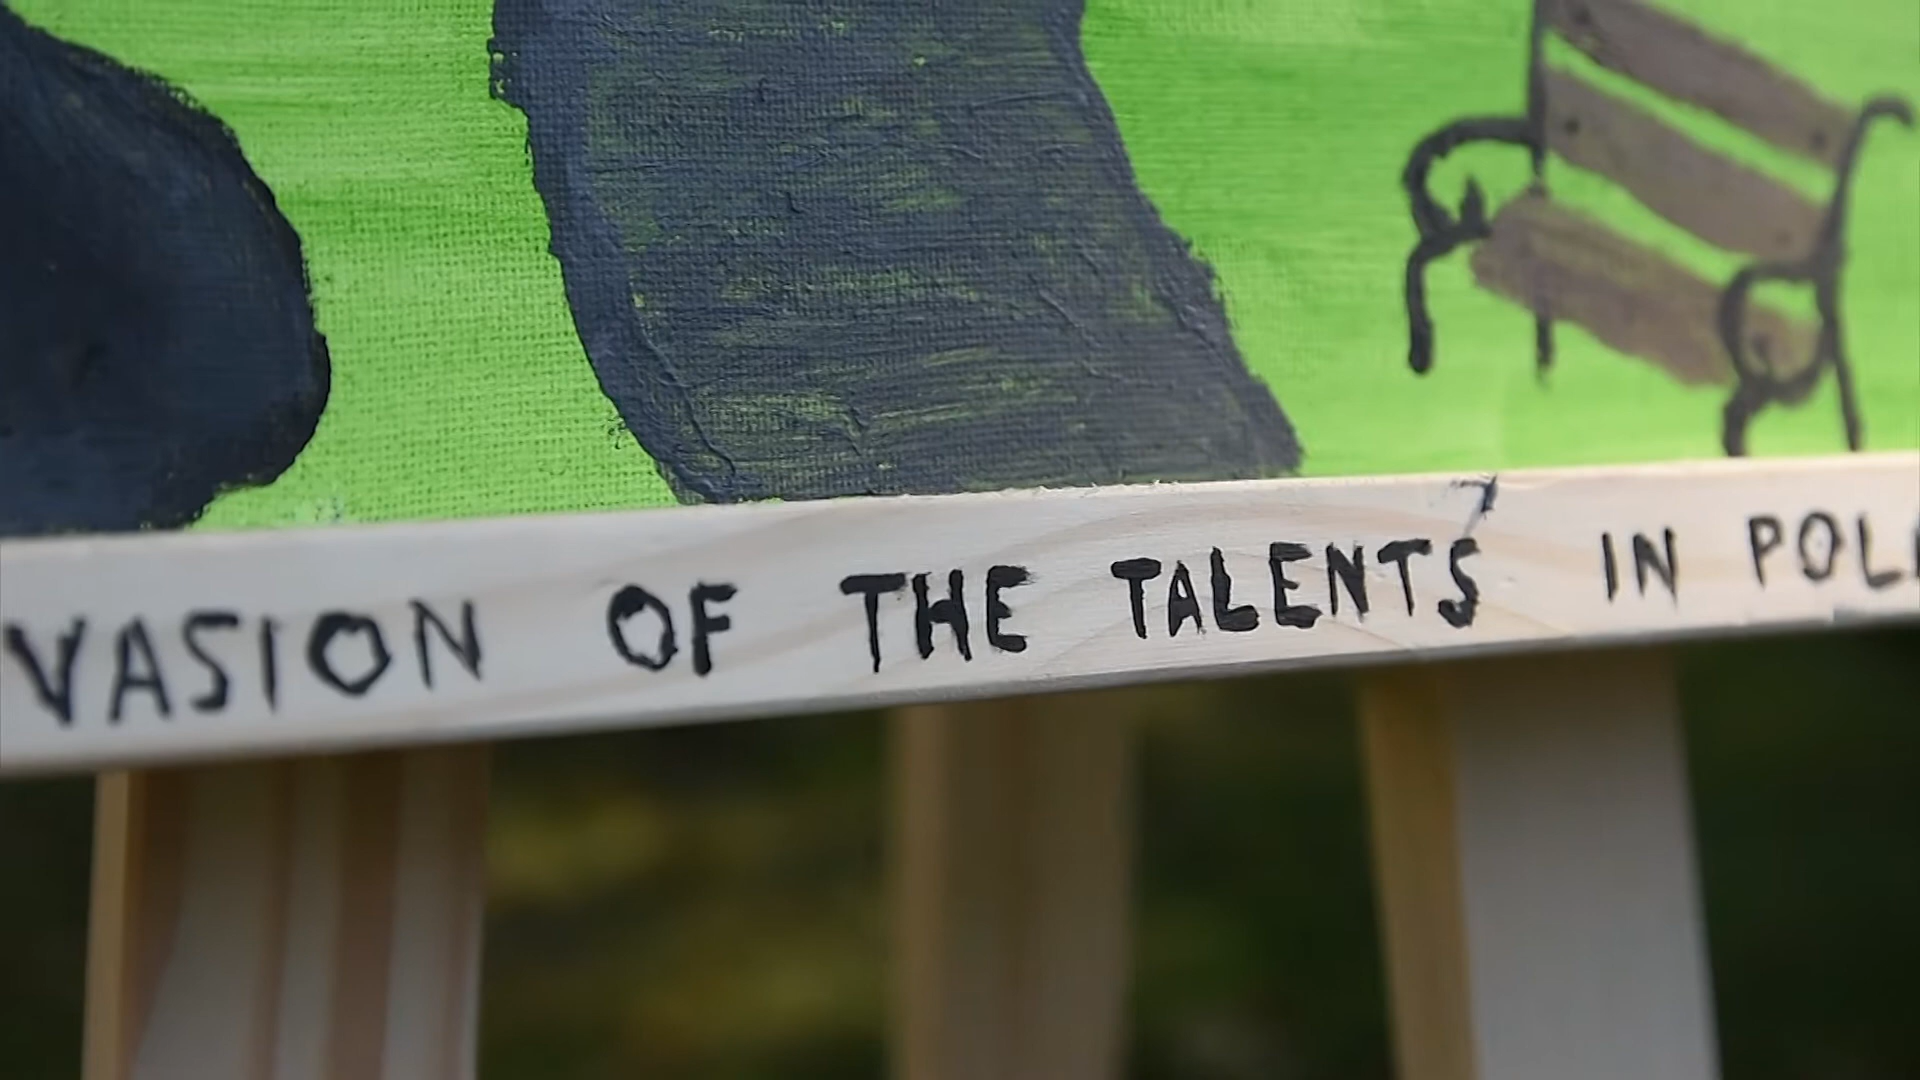 VASION OF THE TALENTS IN POL